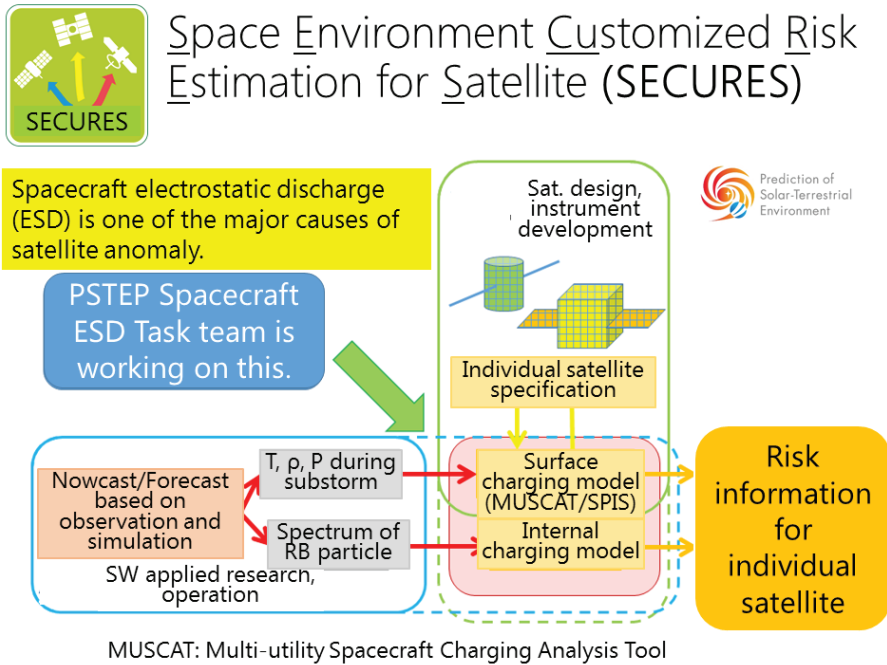 SECURES
Space Environment Customized Risk
Estimation for Satellite (SECURES)
Spacecraft electrostatic discharge
(ESD) is one of the major causes of
satellite anomaly.
Sat. design,
instrument
development
Prediction of
Solar-Terrestrial
Environment
PSTEP Spacecraft
ESD Task team is
working on this.
Individual satellite
specification
Nowcast/Forecast
based on
observation and
simulation
T, ρ, P during
substorm
Spectrum of
RB particle
SW applied research,
operation
Surface
charging model
(MUSCAT/SPIS)
Internal
charging model
Risk
information
for
individual
satellite
MUSCAT: Multi-utility Spacecraft Charging Analysis Tool